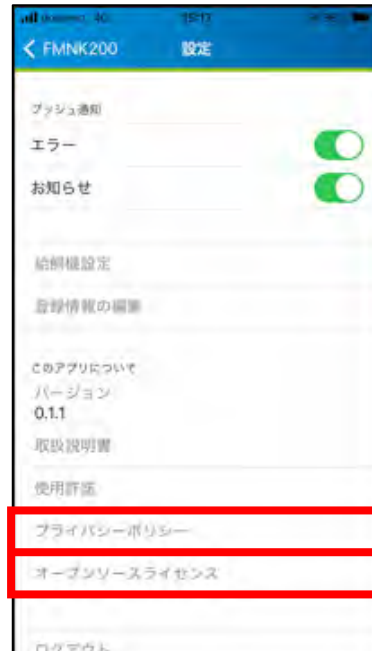 docomo 4G 15:17
FMNK200 設定
プッシュ通知
エラー
お知らせ
給餌機設定
登録情報の編集
このアプリについて
バージョン
0.1.1
取扱説明書
使用許諾
プライバシーポリシー
オープンソースライセンス
ログアウト